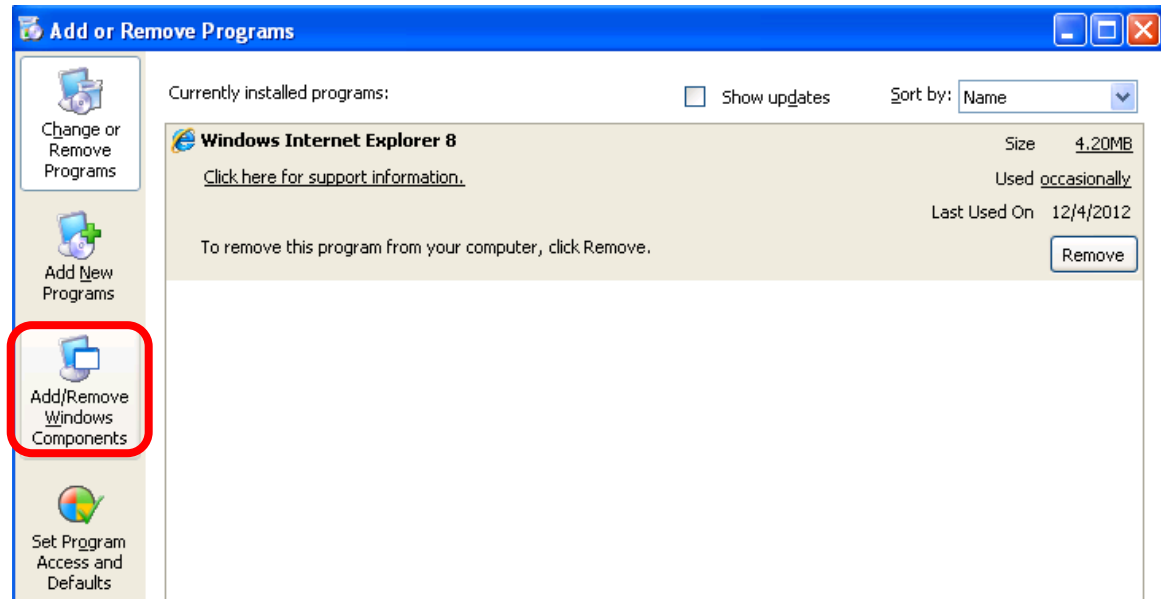 Add or Remove Programs
Change or
Remove
Programs
Add New
Programs
Add/Remove
Windows
Components
Set Program
Access and
Defaults
Currently installed programs:
Show updates
Sort by: Name
Windows Internet Explorer 8
Size 4.20MB
Click here for support information.
Used occasionally
Last Used On 12/4/2012
To remove this program from your computer, click Remove.
Remove